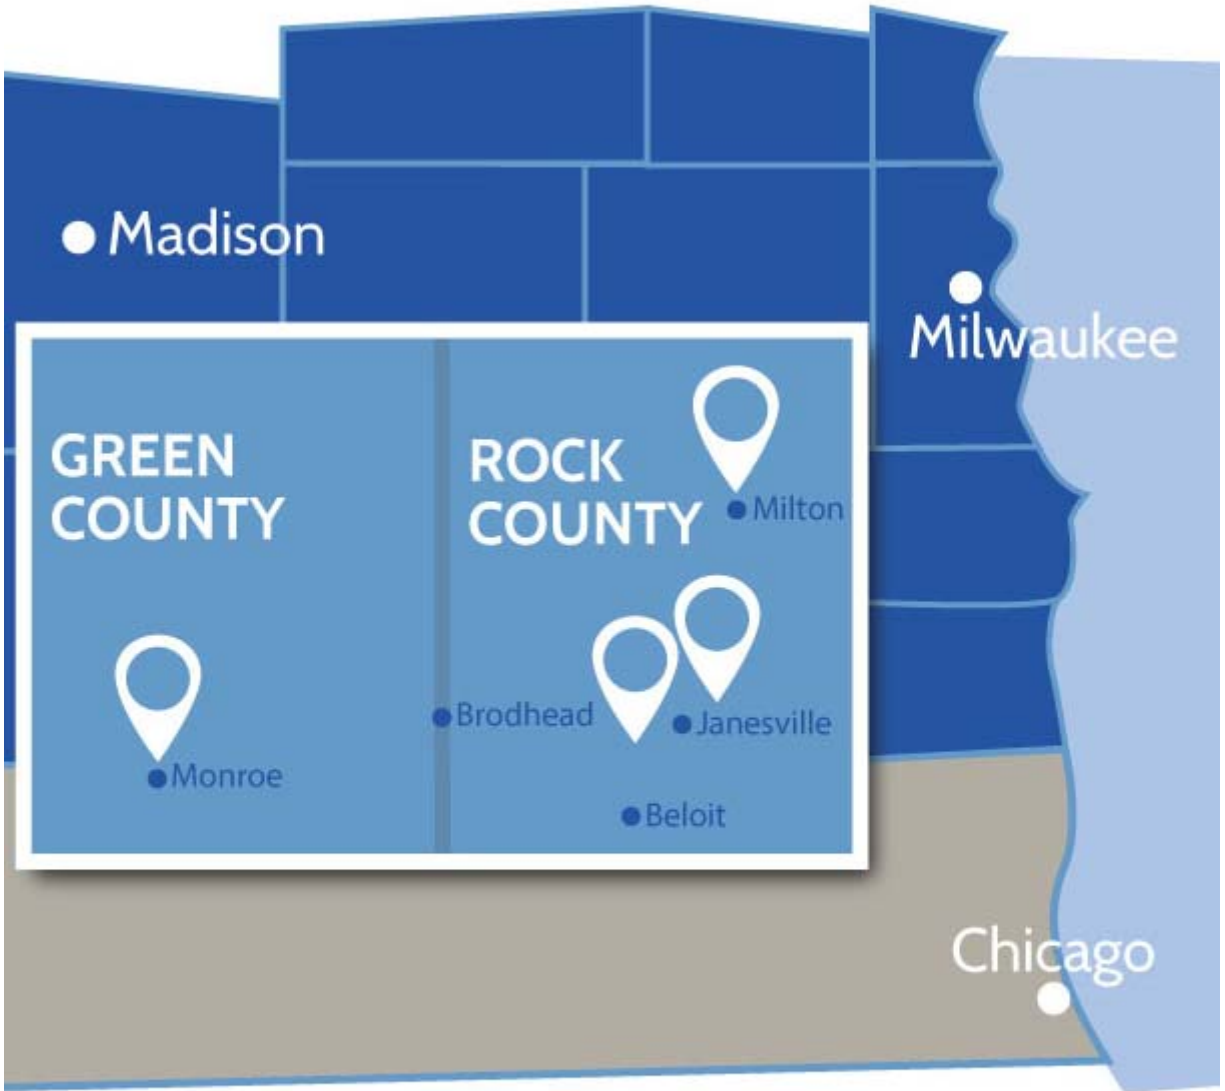 Madison
Milwaukee
GREEN
COUNTY
ROCK
COUNTY
Milton
Brodhead
Janesville
Monroe
Beloit
Chicago